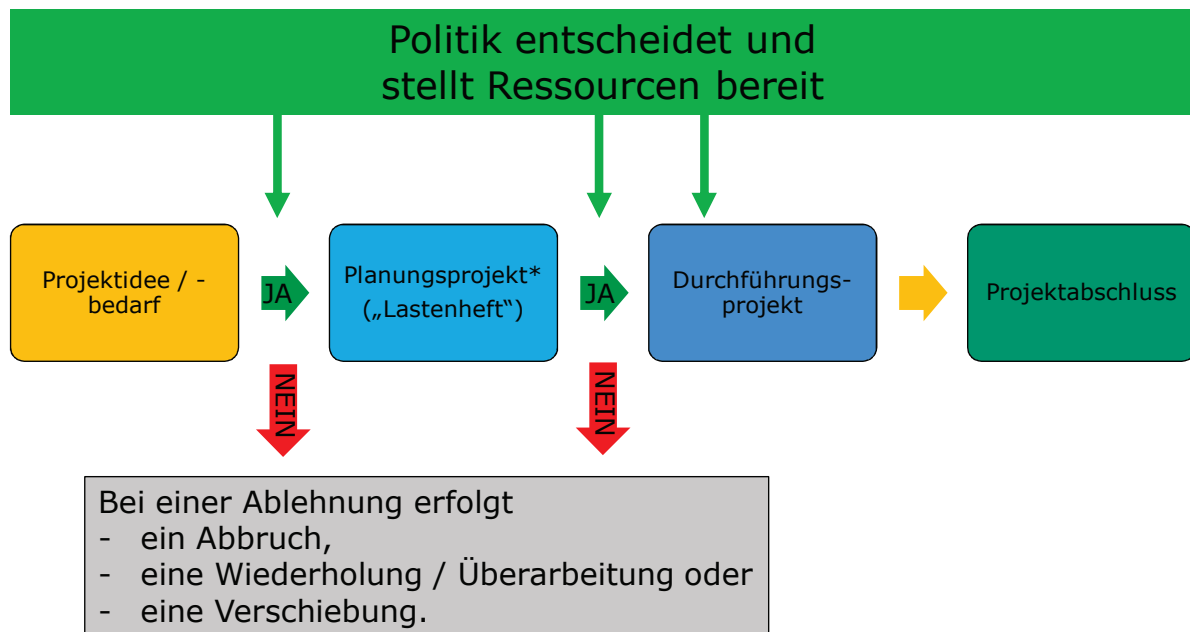 Politik entscheidet und
stellt Ressourcen bereit
Projektidee / -
bedarf
JA
Planungsprojekt*
(„Lastenheft“)
JA
Durchführungs-
projekt
Projektabschluss
NEIN
NEIN
Bei einer Ablehnung erfolgt
- ein Abbruch,
- eine Wiederholung / Überarbeitung oder
- eine Verschiebung.